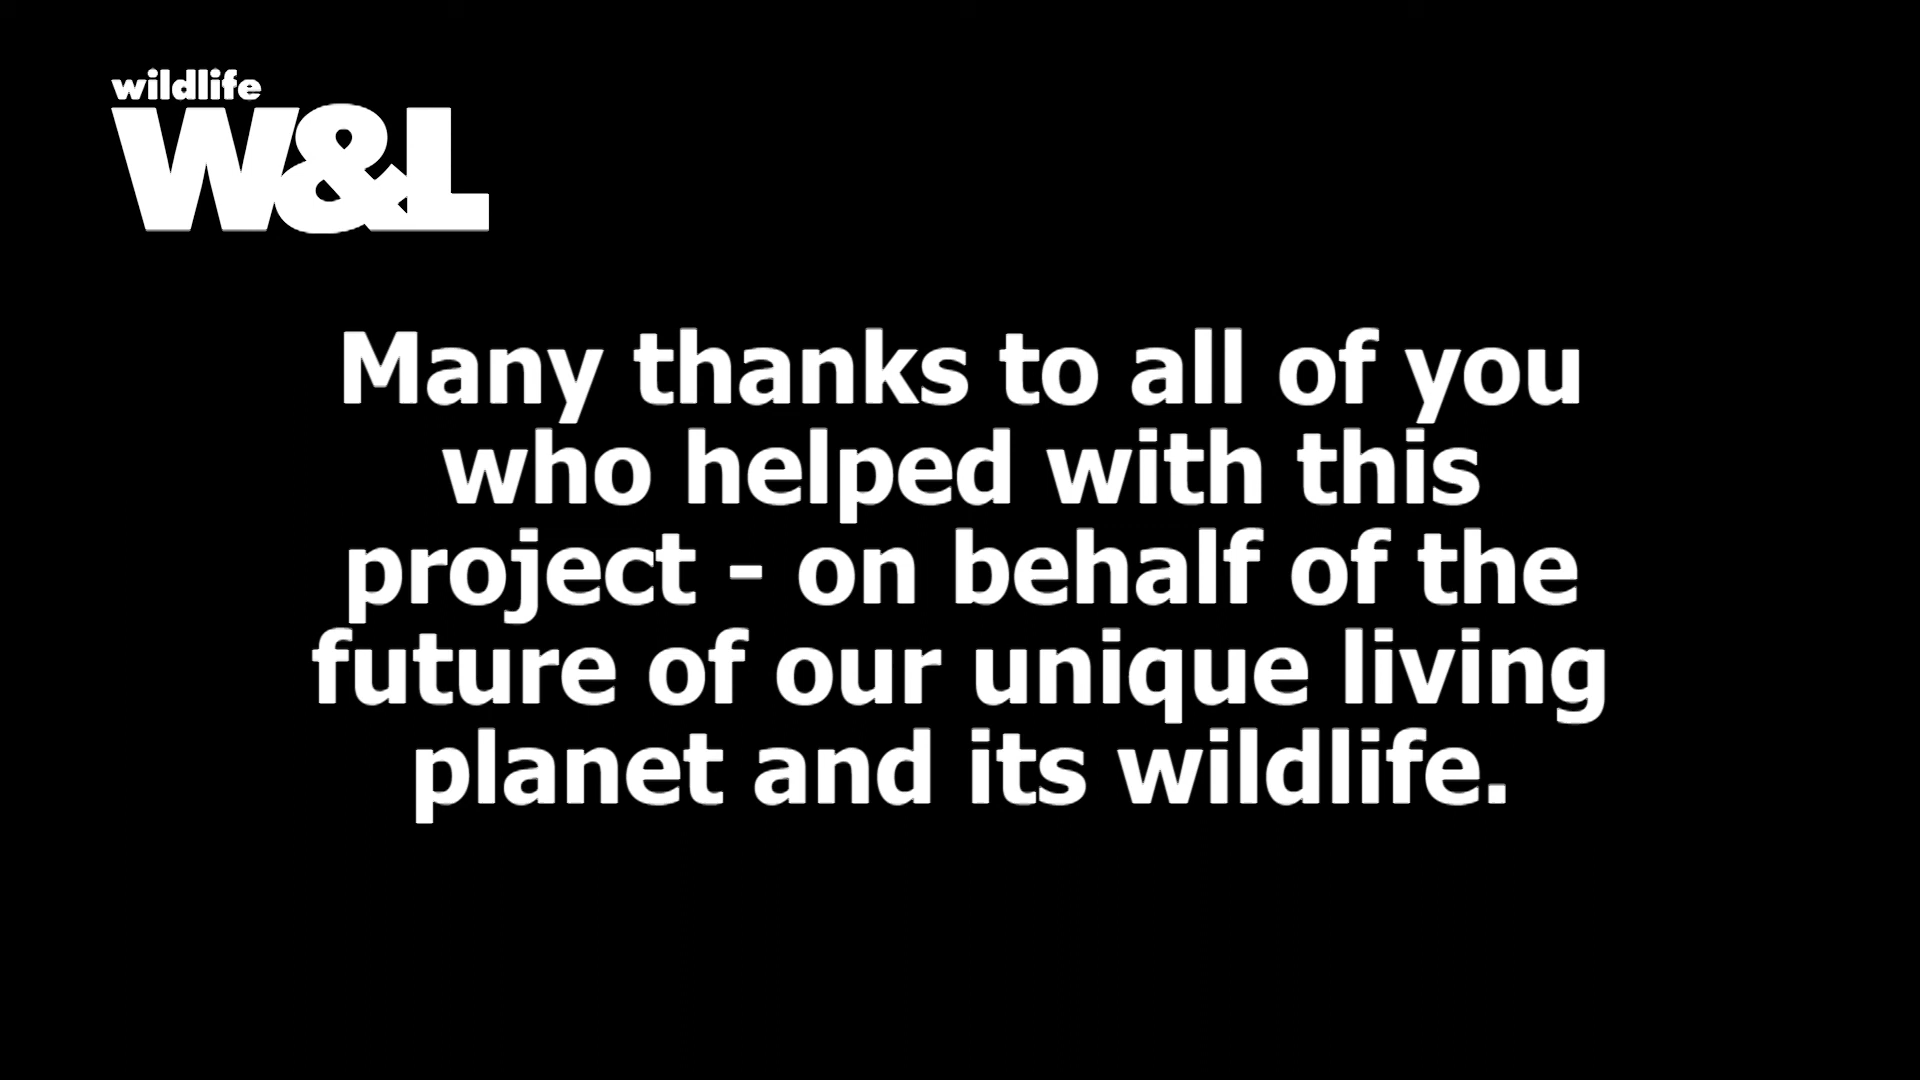 wildlife
W&L
Many thanks to all of you
who helped with this
project - on behalf of the
future of our unique living
planet and its wildlife.